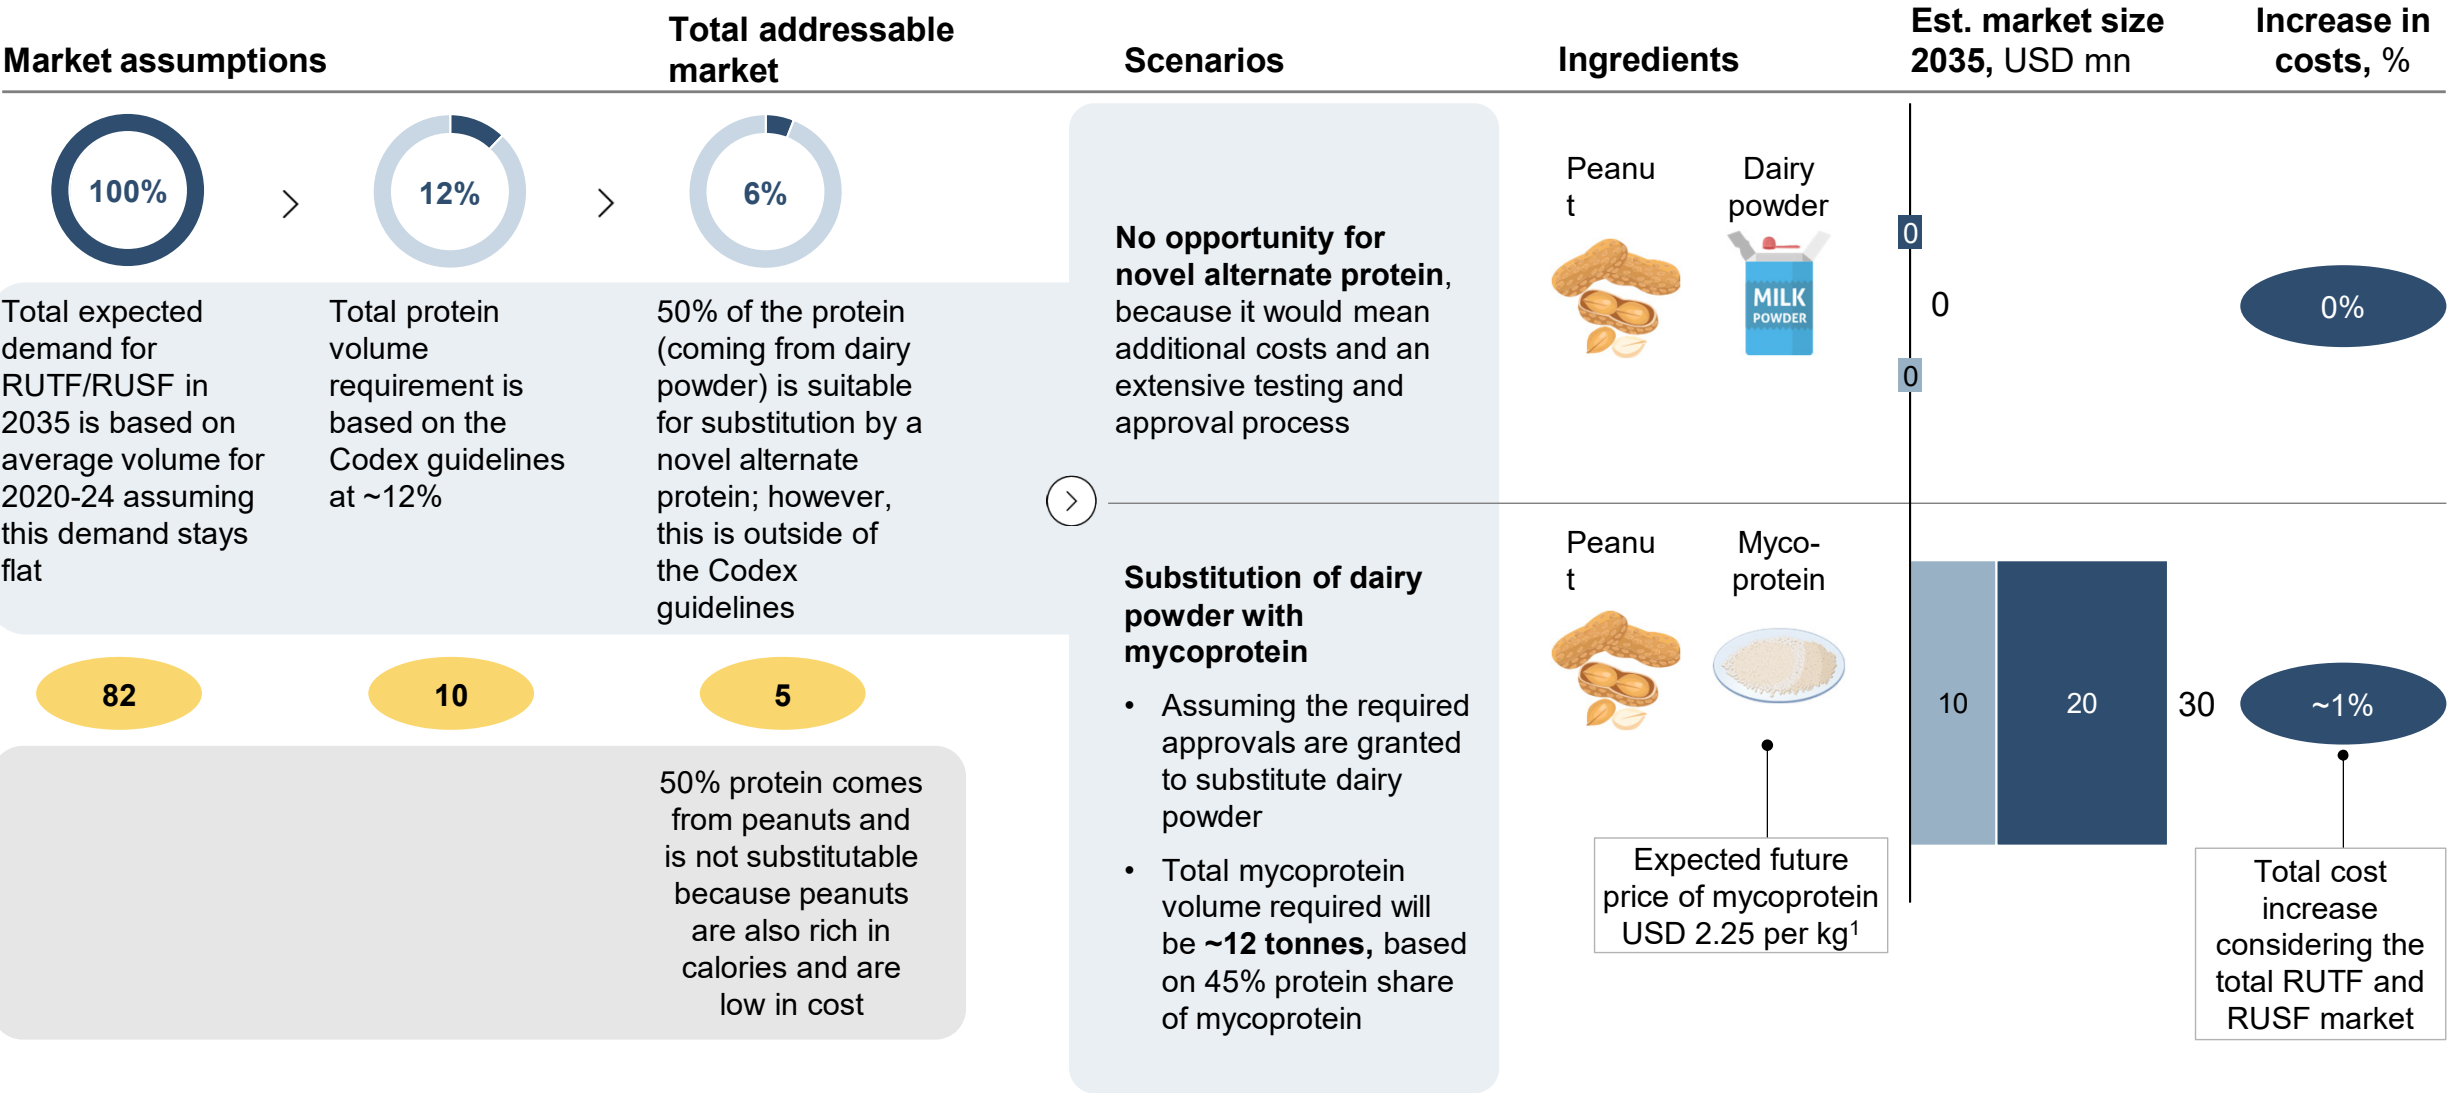 Market assumptions
Total addressable
market
Scenarios
Ingredients
Est. market size
2035, USD mn
Increase in
costs, %
100%
12%
6%
Total expected
demand for
RUTF/RUSF in
2035 is based on
average volume for
2020-24 assuming
this demand stays
flat
Total protein
volume
requirement is
based on the
Codex guidelines
at ~12%
50% of the protein
(coming from dairy
powder) is suitable
for substitution by a
novel alternate
protein; however,
this is outside of
the Codex
guidelines
82
10
5
50% protein comes
from peanuts and
is not substitutable
because peanuts
are also rich in
calories and are
low in cost
No opportunity for
novel alternate protein,
because it would mean
additional costs and an
extensive testing and
approval process
Peanu
t
Dairy
powder
MILK
POWDER
0
0
0
0%
Substitution of dairy
powder with
mycoprotein
• Assuming the required
approvals are granted
to substitute dairy
powder
• Total mycoprotein
volume required will
be ~12 tonnes, based
on 45% protein share
of mycoprotein
Peanu
t
Myco-
protein
Expected future
price of mycoprotein
USD 2.25 per kg¹
10
20
30
~1%
Total cost
increase
considering the
total RUTF and
RUSF market